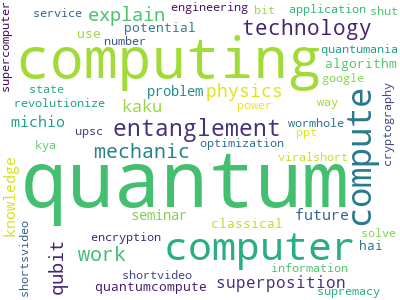 service
engineering
bit
application
shut
supercomputer
explain
potential
technology
use
number
quantumania
computing
state
algorithm
revolutionize
problem
physics
google
kaku
power
way
michio
entanglement
compute
cryptography
wormhole
upsc
ppt
kya
mechanic
optimization
viralshort
knowledge
quantum
seminar
future
classical
solve
encryption
computer
hai
work
shortsvideo
qubit
information
shortvideo
superposition
quantumcompute
supremacy